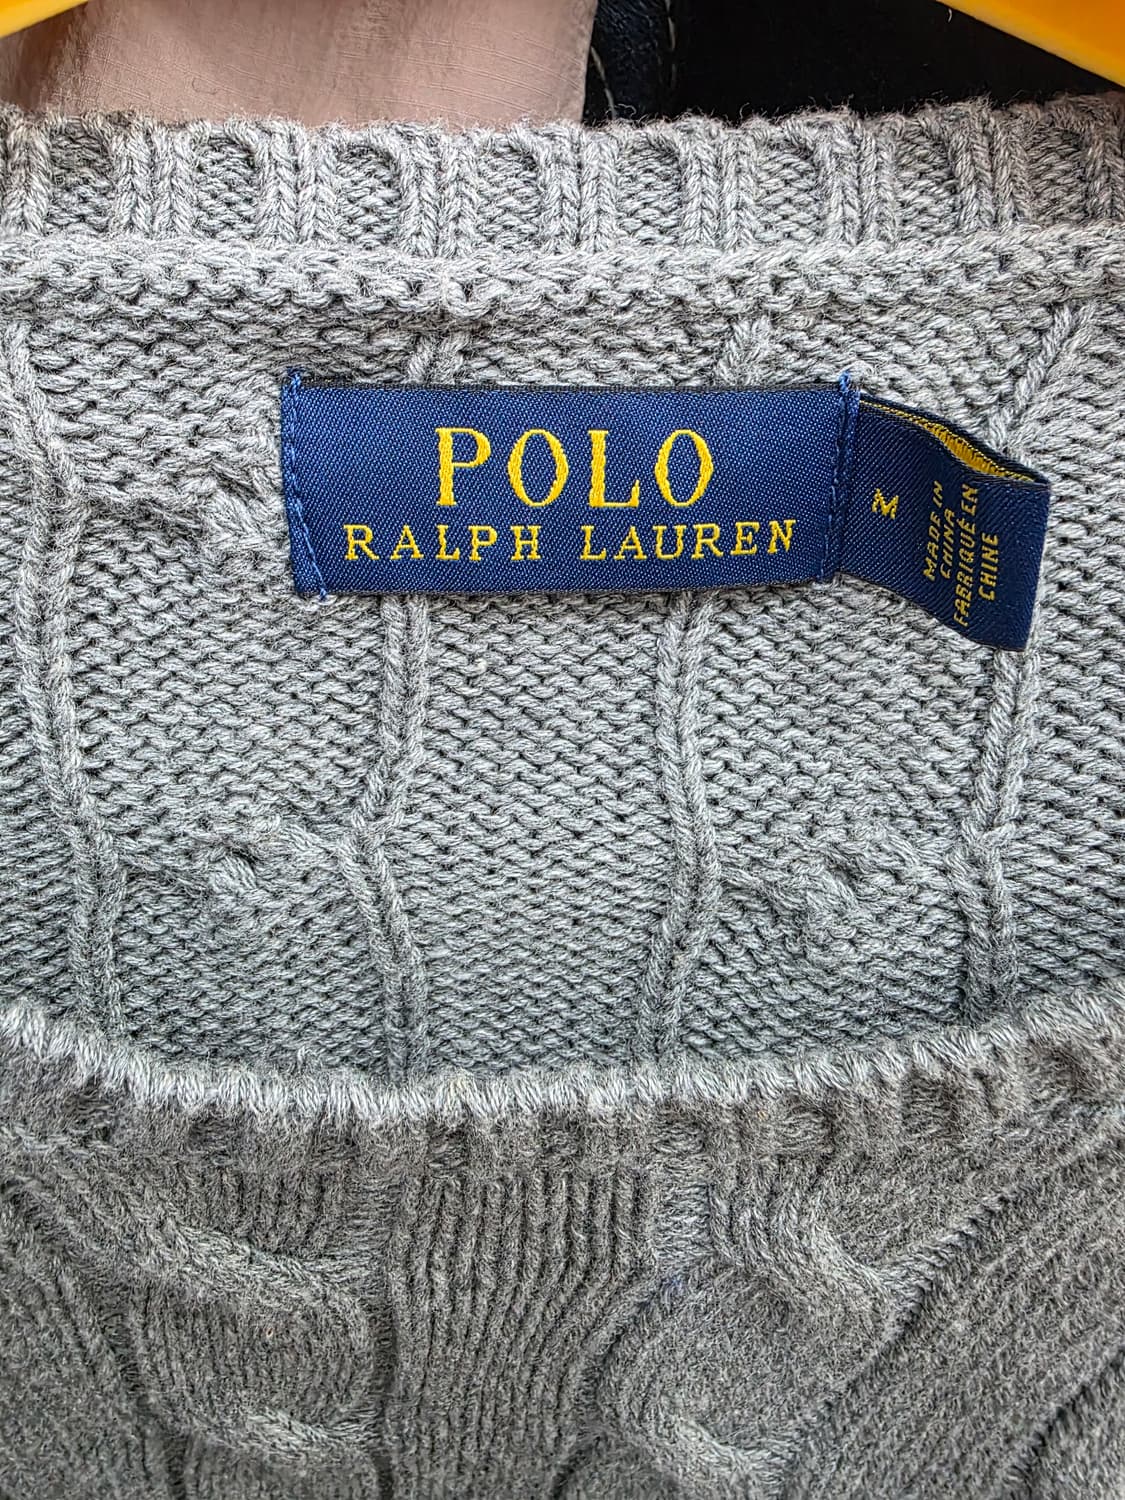 POLO
RALPH LAUREN
M
MADE IN
CHINA
FABRIQUÉ EN
CHINE